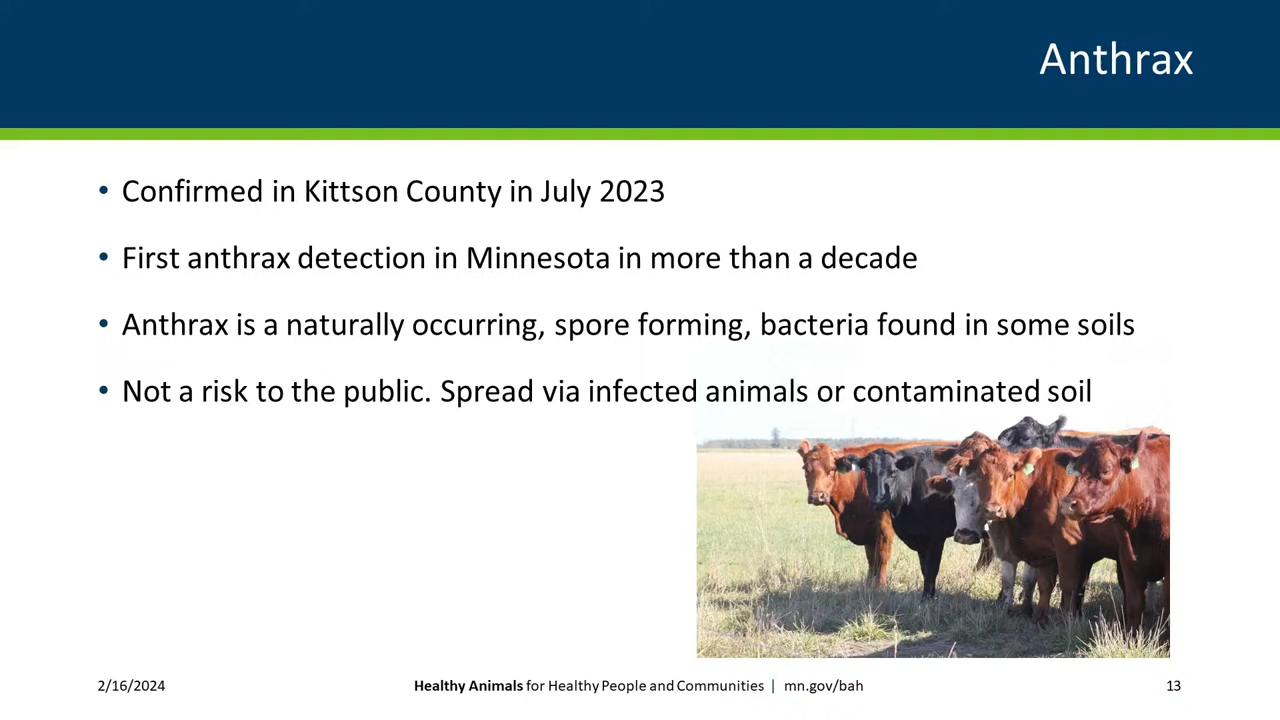 Anthrax
• Confirmed in Kittson County in July 2023
• First anthrax detection in Minnesota in more than a decade
• Anthrax is a naturally occurring, spore forming, bacteria found in some soils
• Not a risk to the public. Spread via infected animals or contaminated soil
2/16/2024
Healthy Animals for Healthy People and Communities | mn.gov/bah
13